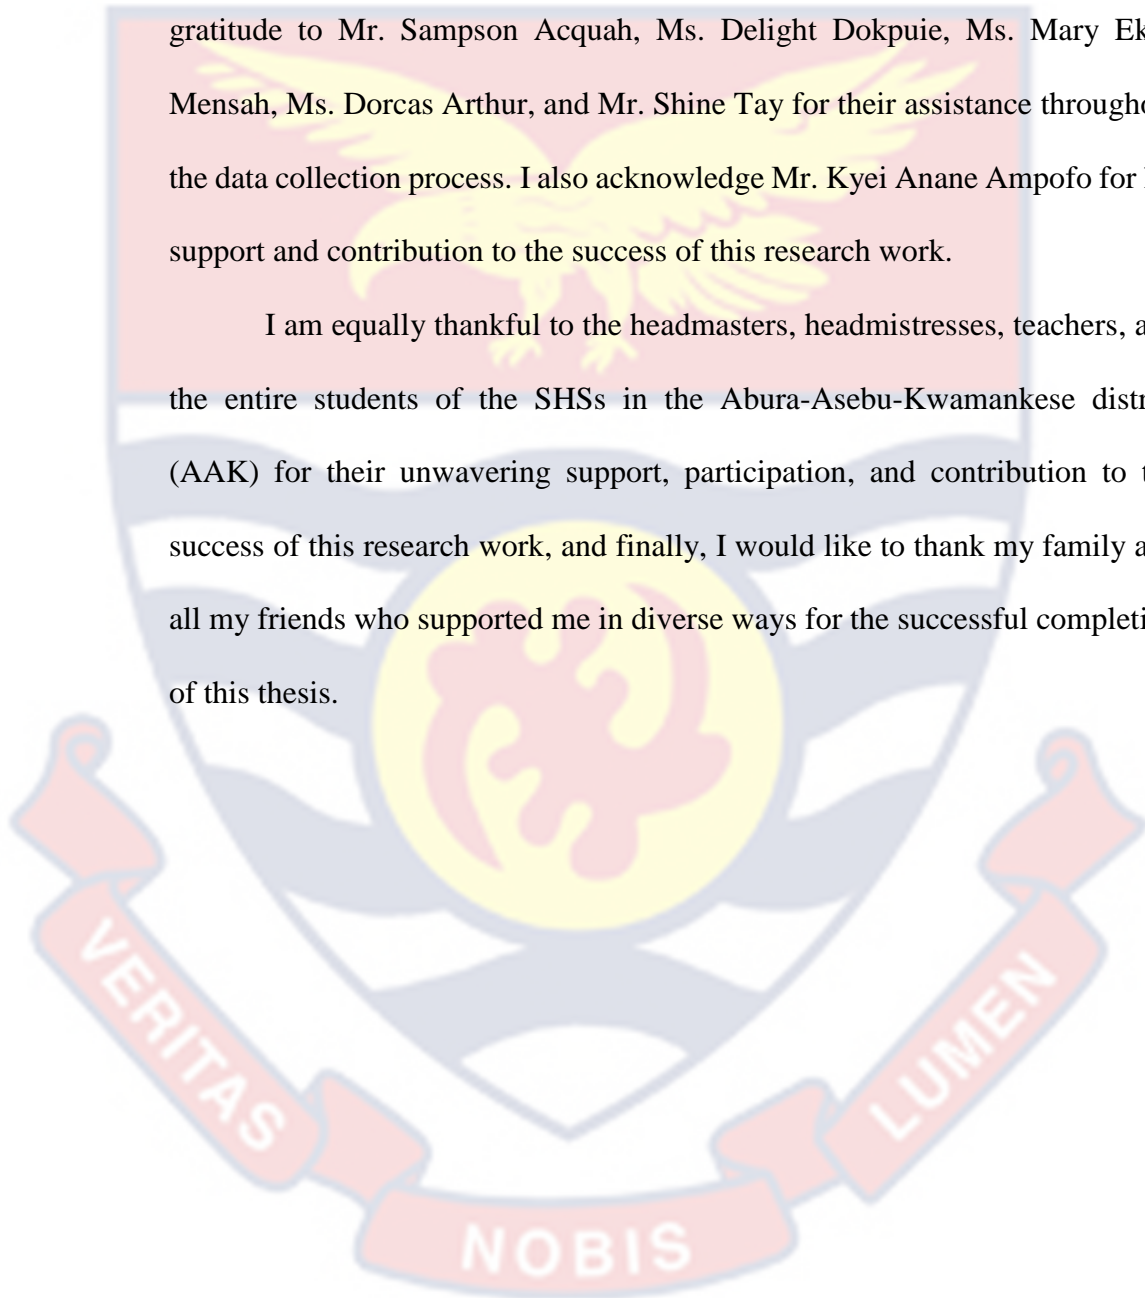 gratitude to Mr. Sampson Acquah, Ms. Delight Dokpuie, Ms. Mary
Mensah, Ms. Dorcas Arthur, and Mr. Shine Tay for their assistance
the data collection process. I also acknowledge Mr. Kyei Anane Ampofo for
support and contribution to the success of this research work.
I am equally thankful to the headmasters, headmistresses, teachers,
the entire students of the SHSs in the Abura-Asebu-Kwamankese
(AAK) for their unwavering support, participation, and contribution to
success of this research work, and finally, I would like to thank my family
all my friends who supported me in diverse ways for the successful
of this thesis.
VERITAS
NOBIS
LUMEN